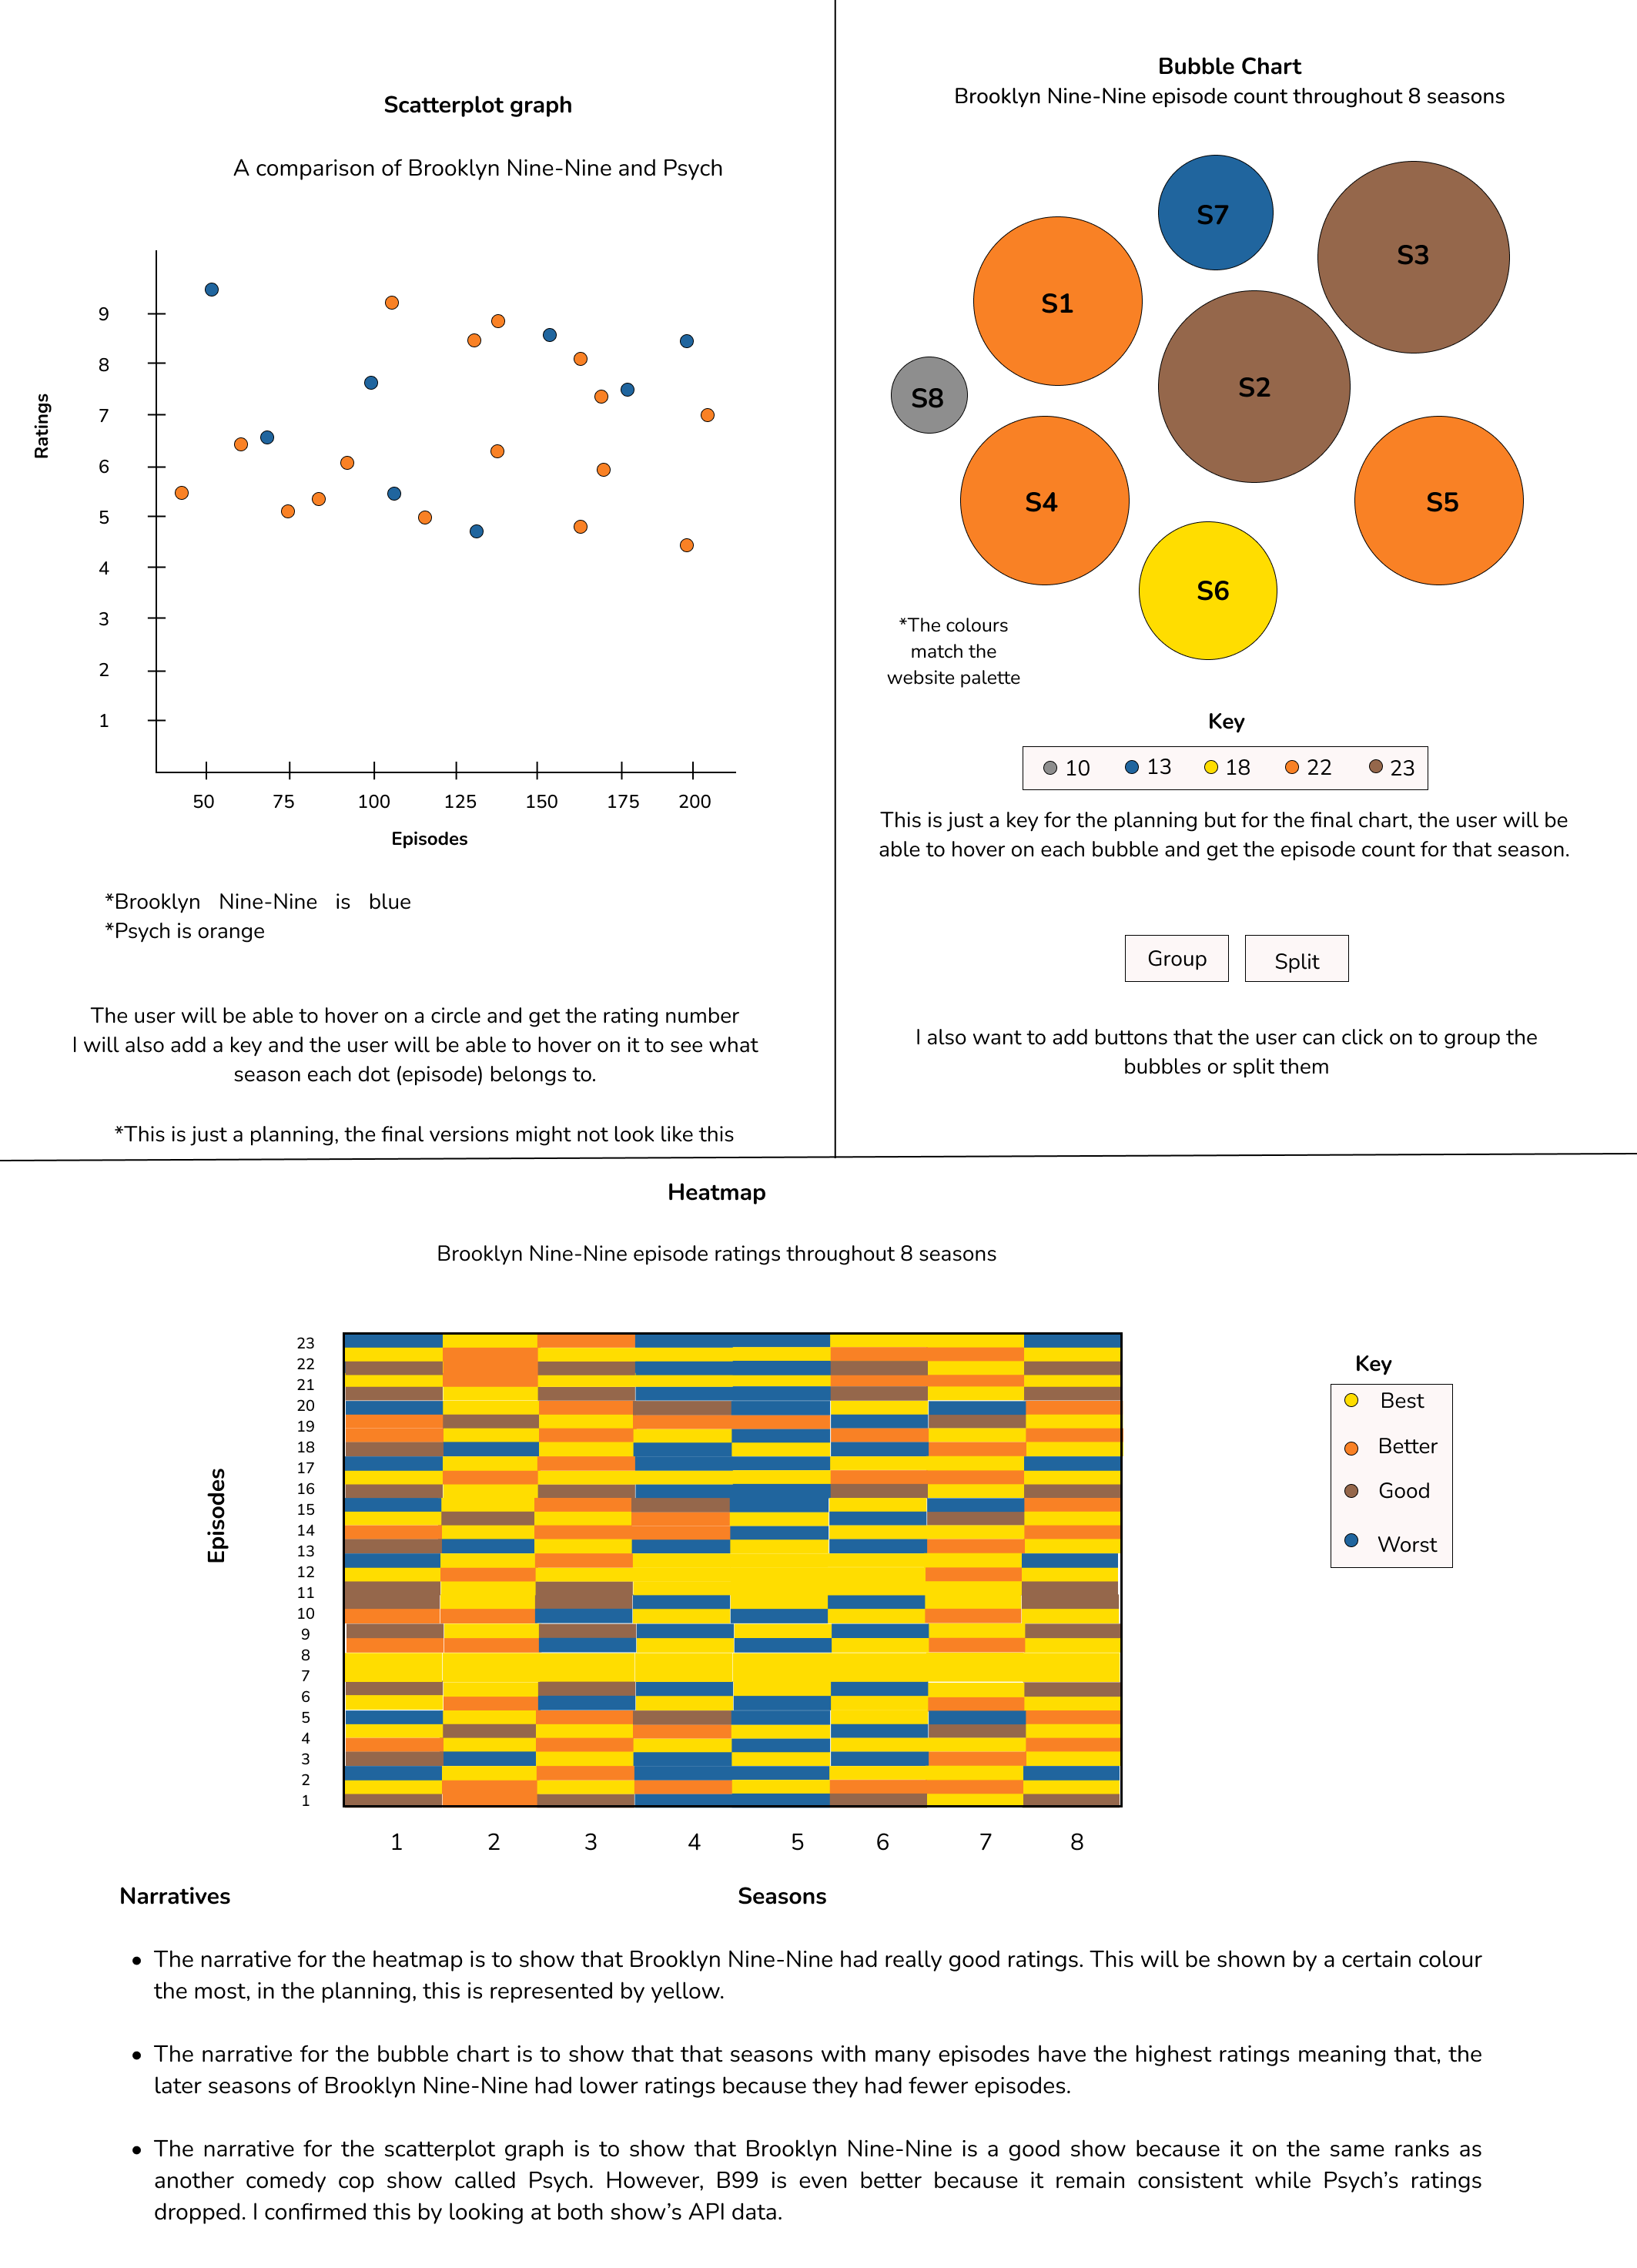 Scatterplot graph
A comparison of Brooklyn Nine-Nine and Psych
Ratings
9
8
7
6
5
4
3
2
1
50 75 100 125 150 175 200
Episodes
*Brooklyn Nine-Nine is blue
*Psych is orange
The user will be able to hover on a circle and get the rating number
I will also add a key and the user will be able to hover on it to see what
season each dot (episode) belongs to.
*This is just a planning, the final versions might not look like this
Bubble Chart
Brooklyn Nine-Nine episode count throughout 8 seasons
S7
S3
S1
S2
S8
S4
S5
S6
*The colours
match the
website palette
Key
10 13 18 22 23
This is just a key for the planning but for the final chart, the user will be
able to hover on each bubble and get the episode count for that season.
Group Split
I also want to add buttons that the user can click on to group the
bubbles or split them
Heatmap
Brooklyn Nine-Nine episode ratings throughout 8 seasons
Episodes
23
22
21
20
19
18
17
16
15
14
13
12
11
10
9
8
7
6
5
4
3
2
1
1 2 3 4 5 6 7 8
Seasons
Key
Best
Better
Good
Worst
Narratives
• The narrative for the heatmap is to show that Brooklyn Nine-Nine had really good ratings. This will be shown by a certain colour
the most, in the planning, this is represented by yellow.
• The narrative for the bubble chart is to show that that seasons with many episodes have the highest ratings meaning that, the
later seasons of Brooklyn Nine-Nine had lower ratings because they had fewer episodes.
• The narrative for the scatterplot graph is to show that Brooklyn Nine-Nine is a good show because it on the same ranks as
another comedy cop show called Psych. However, B99 is even better because it remain consistent while Psych's ratings
dropped. I confirmed this by looking at both show's API data.